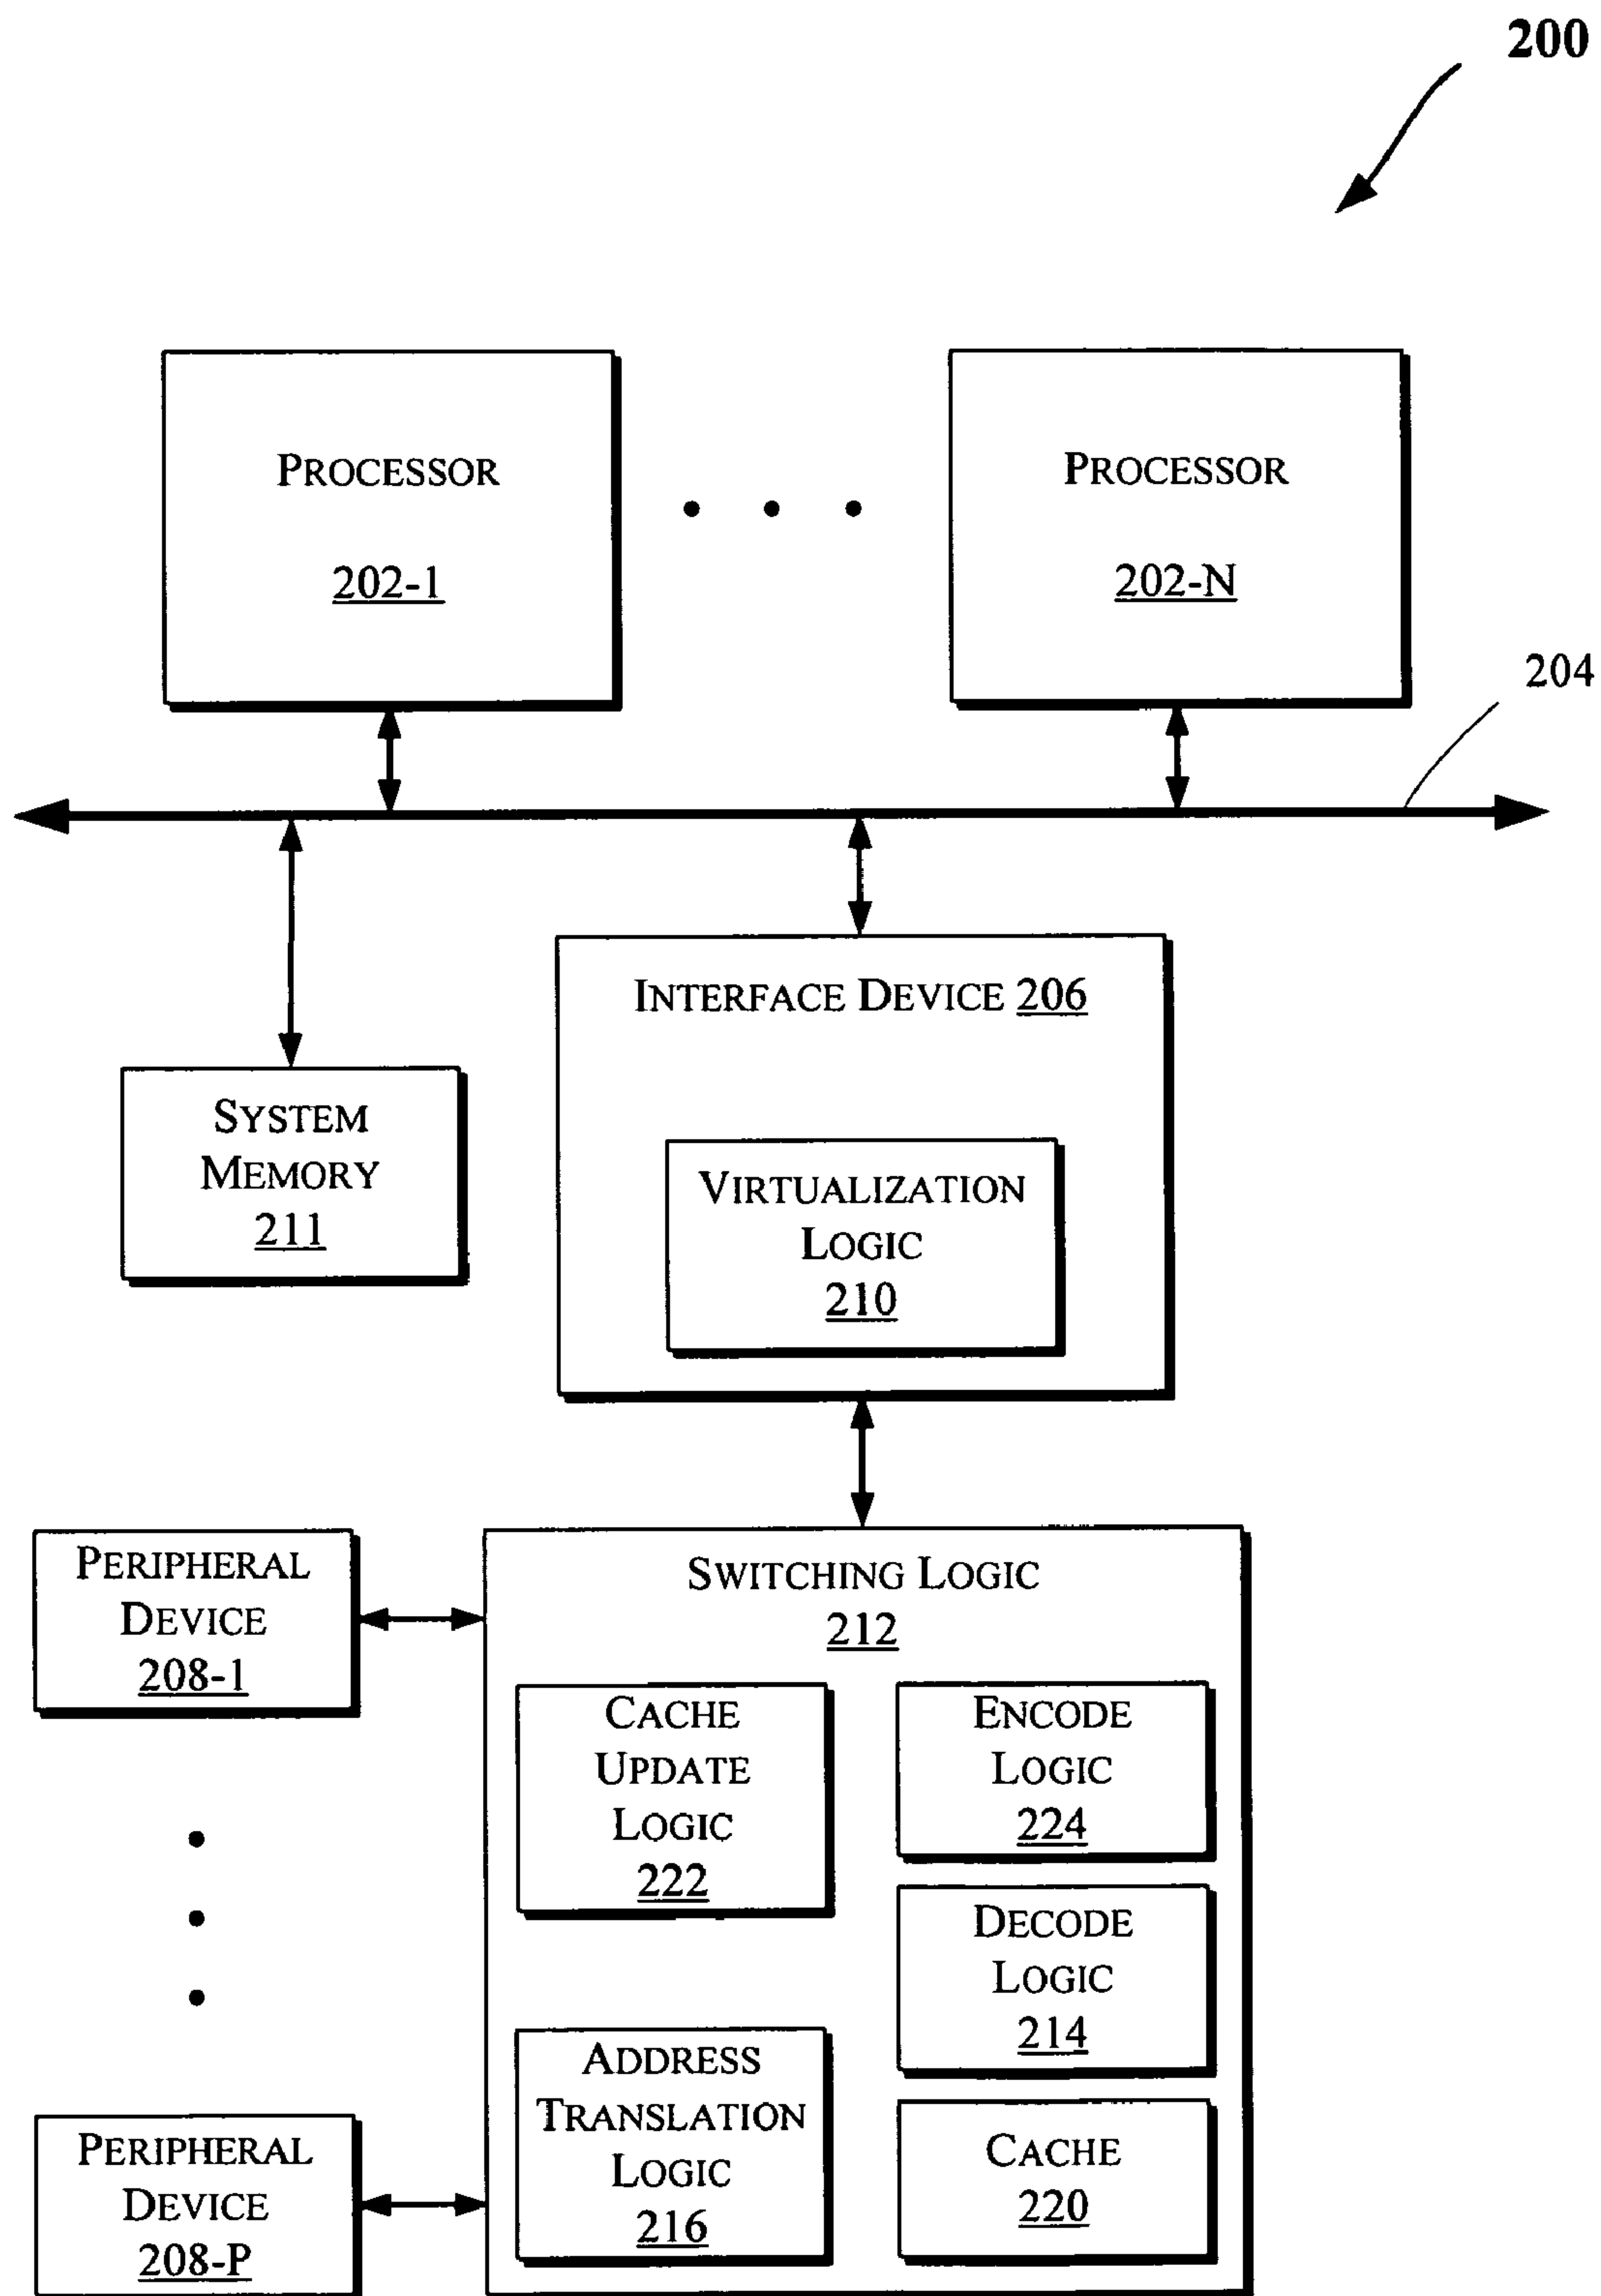 200
PROCESSOR
202-1
PROCESSOR
202-N
204
INTERFACE DEVICE 206
SYSTEM
MEMORY
211
VIRTUALIZATION
LOGIC
210
PERIPHERAL
DEVICE
208-1
SWITCHING LOGIC
212
CACHE
UPDATE
LOGIC
222
ENCODE
LOGIC
224
DECODE
LOGIC
214
ADDRESS
TRANSLATION
LOGIC
216
CACHE
220
PERIPHERAL
DEVICE
208-P